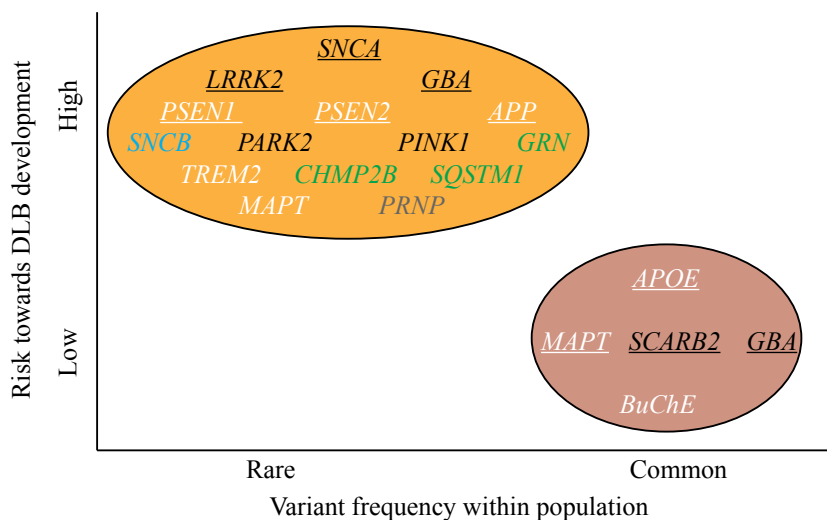 Risk towards DLB development
High
Low
SNCA
LRRK2 GBA
PSEN1 PSEN2 APP
SNCB PARK2 PINK1 GRN
TREM2 CHMP2B SQSTM1
MAPT PRNP
APOE
MAPT SCARB2 GBA
BuChE
Rare Common
Variant frequency within population